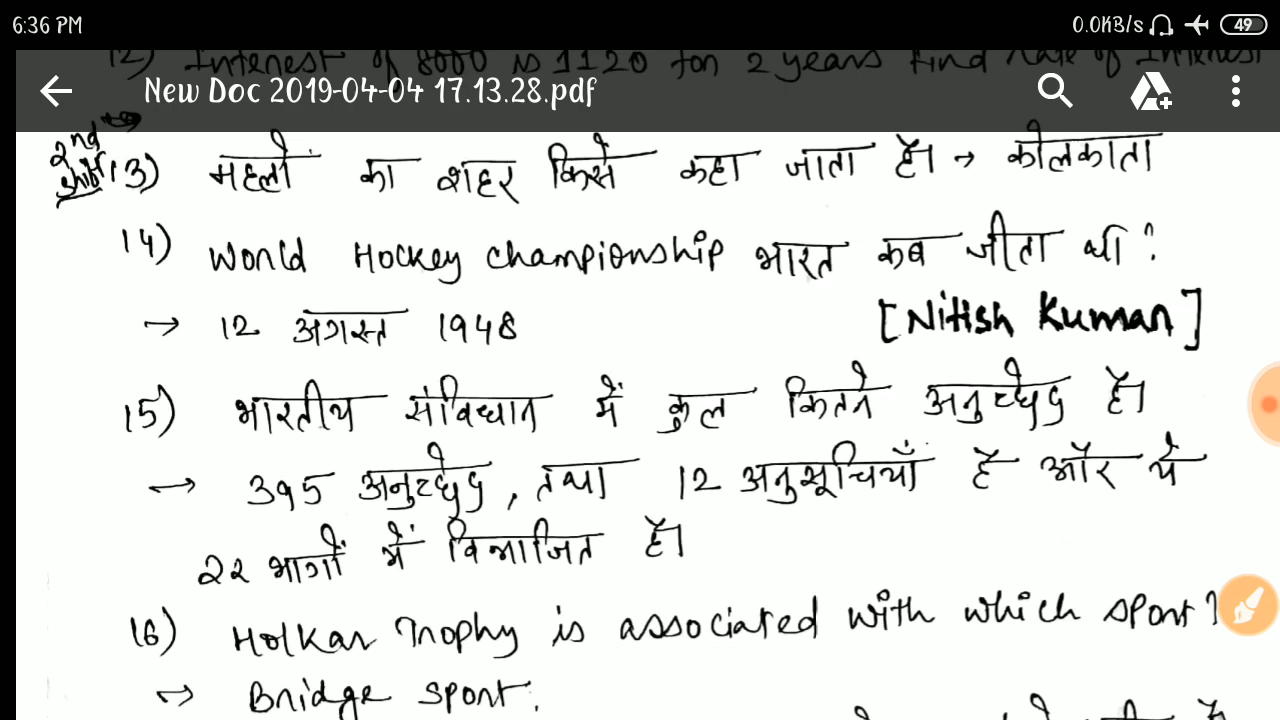 6:36 PM 0.0KB/s 49
12) Interest of 8000 is 1120 for 2 years find rate of Interest
New Doc 2019-04-04 17.13.28.pdf
2nd shift
13) महलों का शहर किसे कहा जाता है। → कोलकाता
14) World Hockey championship भारत कब जीता थी ?
→ 12 अगस्त 1948 [Nitish Kumar]
15) भारतीय संविधान में कुल कितने अनुच्छेद है।
→ 395 अनुच्छेद, तथा 12 अनुसूचियाँ है और ये
22 भागों में विभाजित है।
16) Holkar Trophy is associated with which sport?
→ Bridge sport.